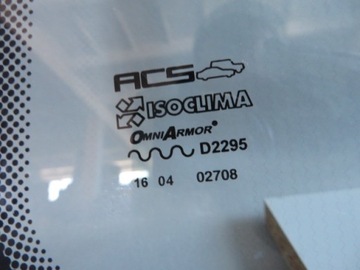 ACS
ISOCLIMA
OMNIARMOR®
D2295
16 04 02708